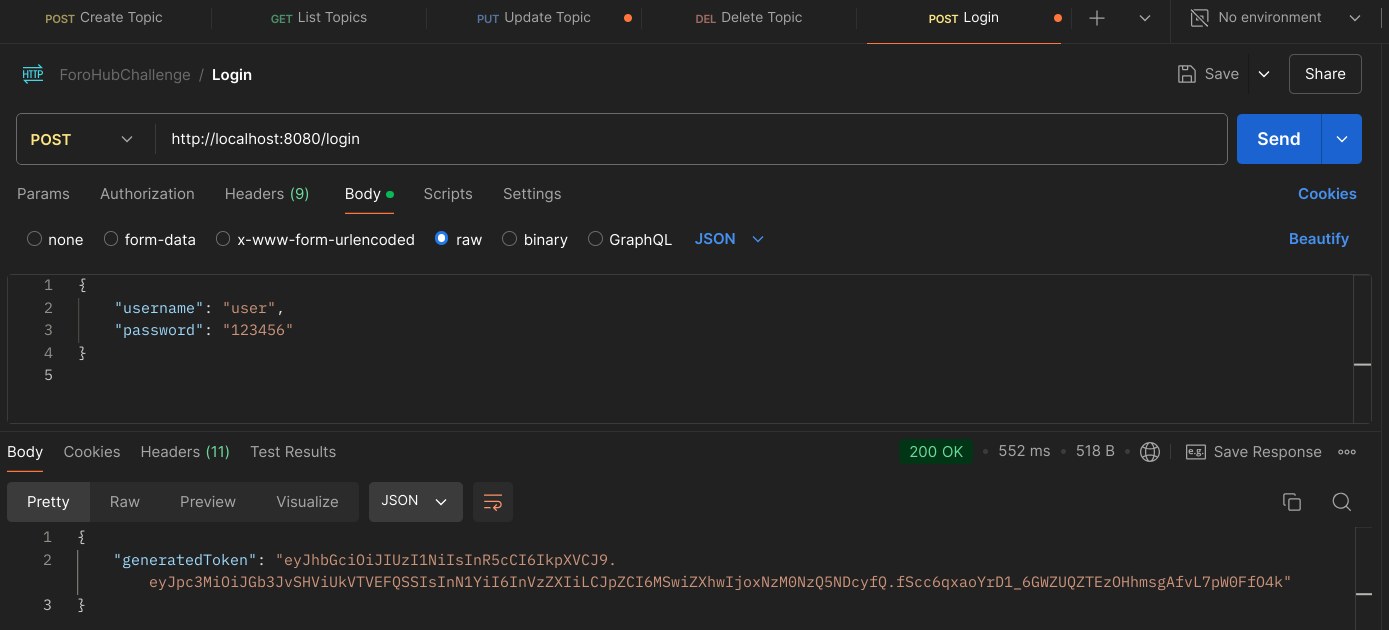 POST Create Topic GET List Topics PUT Update Topic DEL Delete Topic POST Login No environment
HTTP ForoHubChallenge / Login Save Share
POST http://localhost:8080/login Send
Params Authorization Headers (9) Body Scripts Settings Cookies
none form-data x-www-form-urlencoded raw binary GraphQL JSON Beautify
1 {
2 "username": "user",
3 "password": "123456"
4 }
5
Body Cookies Headers (11) Test Results 200 OK 552 ms 518 B e.g. Save Response
Pretty Raw Preview Visualize JSON
1 {
2 "generatedToken": "eyJhbGciOiJIUzI1NiIsInR5cCI6IkpXVCJ9.
eyJpc3MiOiJGb3JvSHViUkVTVEFQSSIsInN1YiI6InVzZXIiLCJpZCI6MSwiZXhwIjoxNzM0NzQ5NDcyfQ.fScc6qxaoYrD1_6GWZUQZTEzOHhmsgAfvL7pW0FfO4k"
3 }